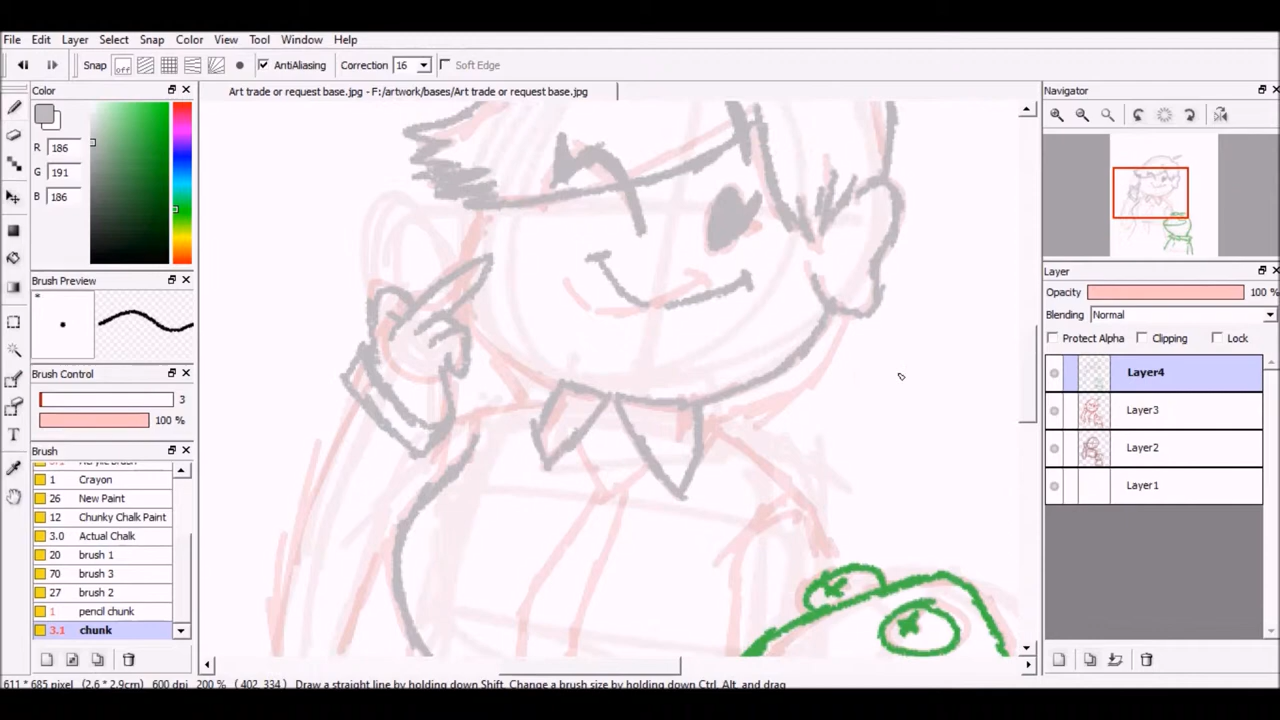 File Edit Layer Select Snap Color View Tool Window Help
Snap off AntiAliasing Correction 16 Soft Edge
Color
Art trade or request base.jpg - F:/artwork/bases/Art trade or request base.jpg
Navigator
R 186
G 191
B 186
Brush Preview
*
Layer
Opacity 100 %
Blending Normal
Protect Alpha Clipping Lock
Layer4
Layer3
Layer2
Layer1
Brush Control
3
100 %
Brush
1 Crayon
26 New Paint
12 Chunky Chalk Paint
3.0 Actual Chalk
20 brush 1
70 brush 3
27 brush 2
1 pencil chunk
3.1 chunk
T
611 * 685 pixel (2.6 * 2.9cm) 600 dpi 200 % (402, 334) Draw a straight line by holding down Shift, Change a brush size by holding down Ctrl, Alt, and drag